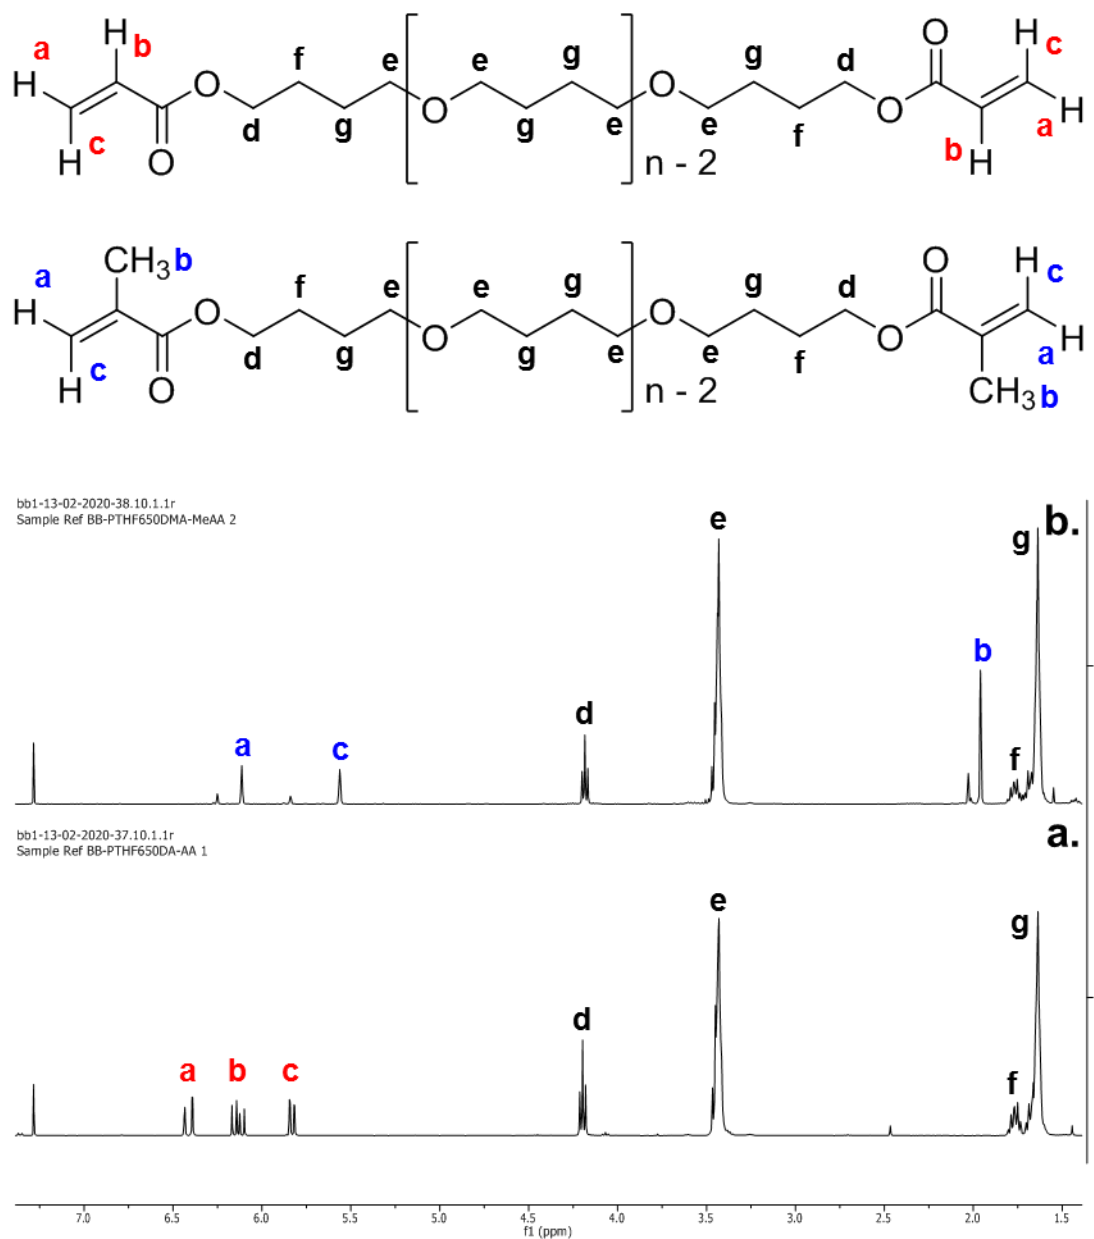 H H
a b f e e g g d O c
H O O O H
c d g g e e f O b a
H O n - 2 H
CH3 b O H
a f e e g g d c
H O O O H
c d g g e e f O a
H O n - 2 CH3 b
bb1-13-02-2020-38.10.1.1r
Sample Ref BB-PTHF650DMA-MeAA 2
b.
a c d e b f g
bb1-13-02-2020-37.10.1.1r
Sample Ref BB-PTHF650DA-AA 1
a.
a b c d e f g
7.0 6.5 6.0 5.5 5.0 4.5 4.0 3.5 3.0 2.5 2.0 1.5
f1 (ppm)